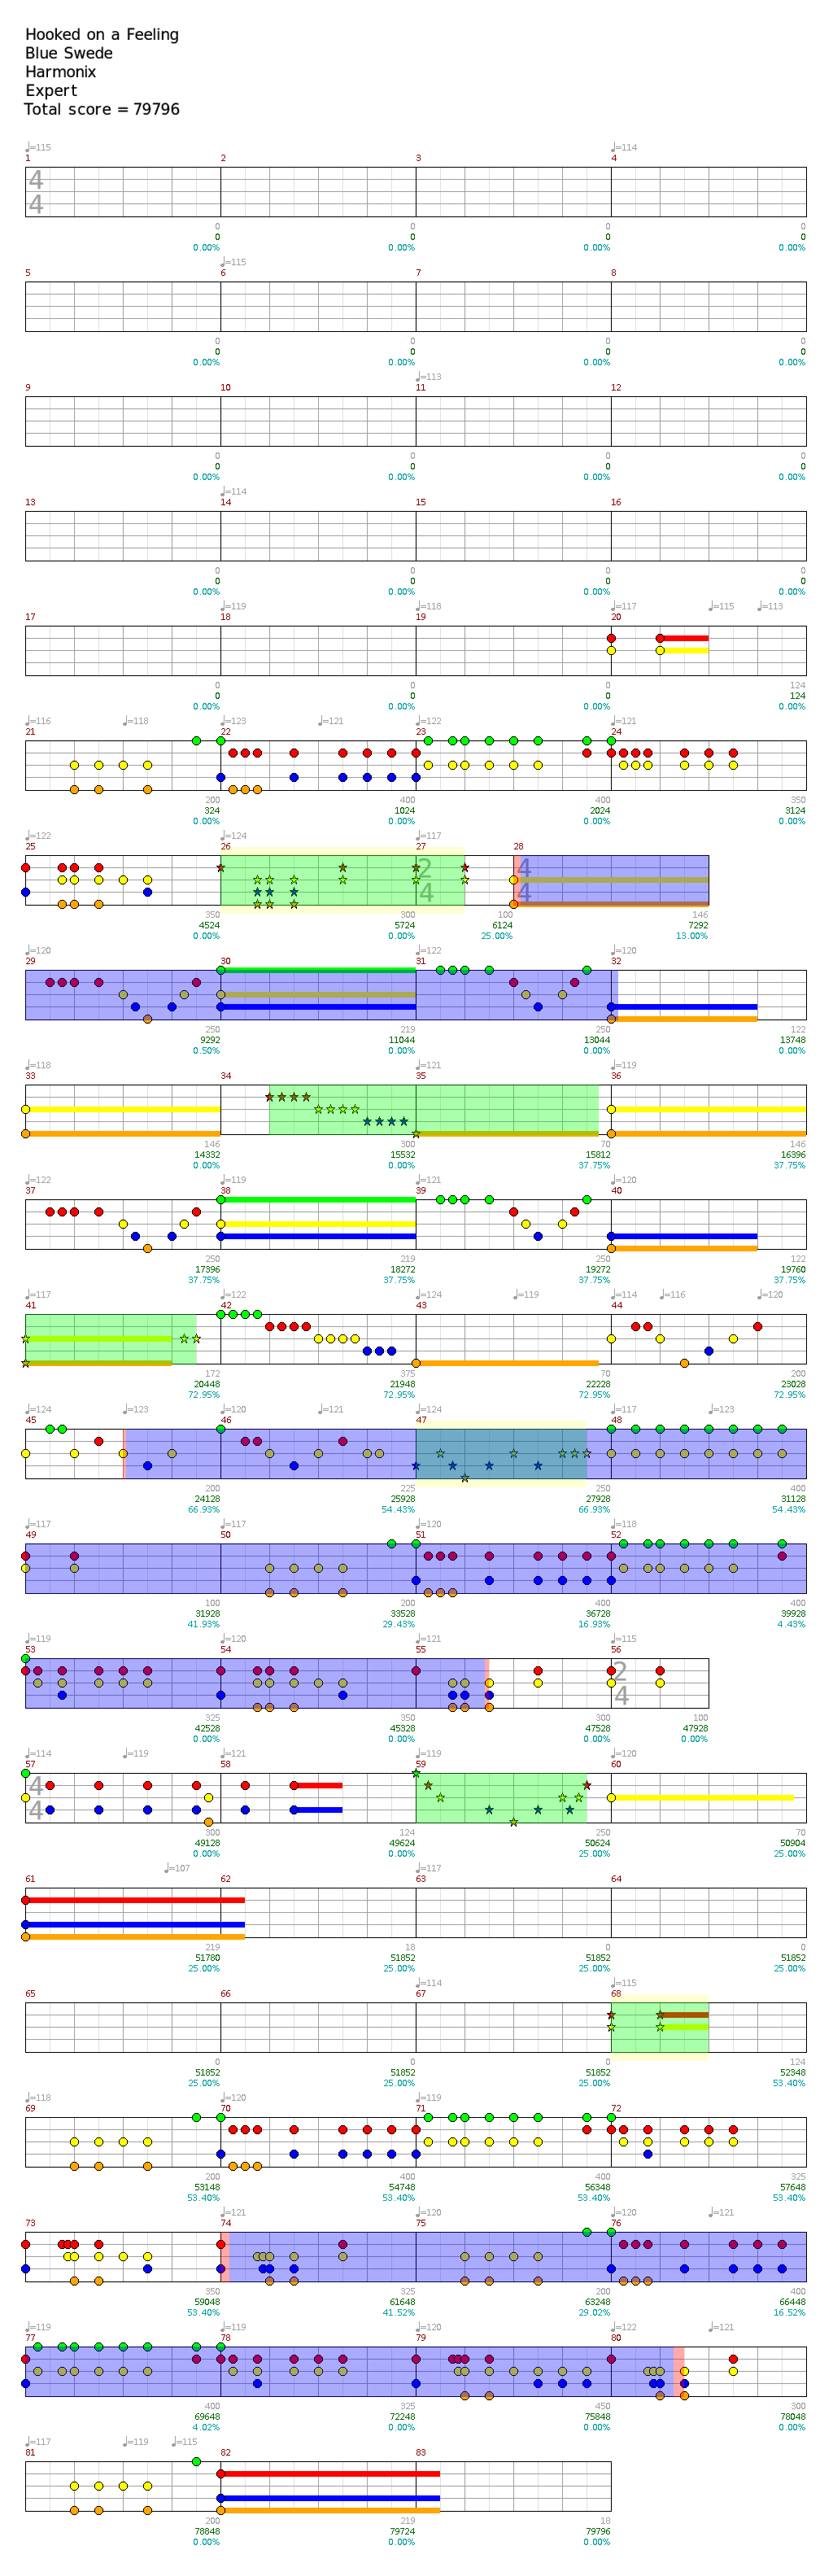 Hooked on a Feeling
Blue Swede
Harmonix
Expert
Total score = 79796
♩=115 ♩=114
1 2 3 4
4
4
0 0 0 0
0 0 0 0
0.00% 0.00% 0.00% 0.00%
♩=115
5 6 7 8
0 0 0 0
0 0 0 0
0.00% 0.00% 0.00% 0.00%
♩=113
9 10 11 12
0 0 0 0
0 0 0 0
0.00% 0.00% 0.00% 0.00%
♩=114
13 14 15 16
0 0 0 0
0 0 0 0
0.00% 0.00% 0.00% 0.00%
♩=119 ♩=118 ♩=117 ♩=115 ♩=113
17 18 19 20
0 0 0 124
0 0 0 124
0.00% 0.00% 0.00% 0.00%
♩=116 ♩=118 ♩=123 ♩=121 ♩=122 ♩=121
21 22 23 24
200 400 400 350
324 1024 2024 3124
0.00% 0.00% 0.00% 0.00%
♩=122 ♩=124 ♩=117
25 26 27 28
2 4
4 4
350 300 100 146
4524 5724 6124 7292
0.00% 0.00% 25.00% 13.00%
♩=120 ♩=122 ♩=120
29 30 31 32
250 219 250 122
9292 11044 13044 13748
0.50% 0.00% 0.00% 0.00%
♩=118 ♩=121 ♩=119
33 34 35 36
146 300 70 146
14332 15532 15812 16396
0.00% 0.00% 37.75% 37.75%
♩=122 ♩=119 ♩=121 ♩=120
37 38 39 40
250 219 250 122
17396 18272 19272 19760
37.75% 37.75% 37.75% 37.75%
♩=117 ♩=122 ♩=124 ♩=119 ♩=114 ♩=116 ♩=120
41 42 43 44
172 375 70 200
20448 21948 22228 23028
72.95% 72.95% 72.95% 72.95%
♩=124 ♩=123 ♩=120 ♩=121 ♩=124 ♩=117 ♩=123
45 46 47 48
200 225 250 400
24128 25928 27928 31128
66.93% 54.43% 66.93% 54.43%
♩=117 ♩=117 ♩=120 ♩=118
49 50 51 52
100 200 400 400
31928 33528 36728 39928
41.93% 29.43% 16.93% 4.43%
♩=119 ♩=120 ♩=121 ♩=115
53 54 55 56
2
4
325 350 300 100
42528 45328 47528 47928
0.00% 0.00% 0.00% 0.00%
♩=114 ♩=119 ♩=121 ♩=119 ♩=120
57 58 59 60
4
4
300 124 250 70
49128 49624 50624 50904
0.00% 0.00% 25.00% 25.00%
♩=107 ♩=117
61 62 63 64
219 18 0 0
51780 51852 51852 51852
25.00% 25.00% 25.00% 25.00%
♩=114 ♩=115
65 66 67 68
0 0 0 124
51852 51852 51852 52348
25.00% 25.00% 25.00% 53.40%
♩=118 ♩=120 ♩=119
69 70 71 72
200 400 400 325
53148 54748 56348 57648
53.40% 53.40% 53.40% 53.40%
♩=121 ♩=120 ♩=120 ♩=121
73 74 75 76
350 325 200 400
59048 61648 63248 66448
53.40% 41.52% 29.02% 16.52%
♩=119 ♩=119 ♩=120 ♩=122 ♩=121
77 78 79 80
400 325 450 300
69648 72248 75848 78048
4.02% 0.00% 0.00% 0.00%
♩=117 ♩=119 ♩=115
81 82 83
200 219 18
78848 79724 79796
0.00% 0.00% 0.00%